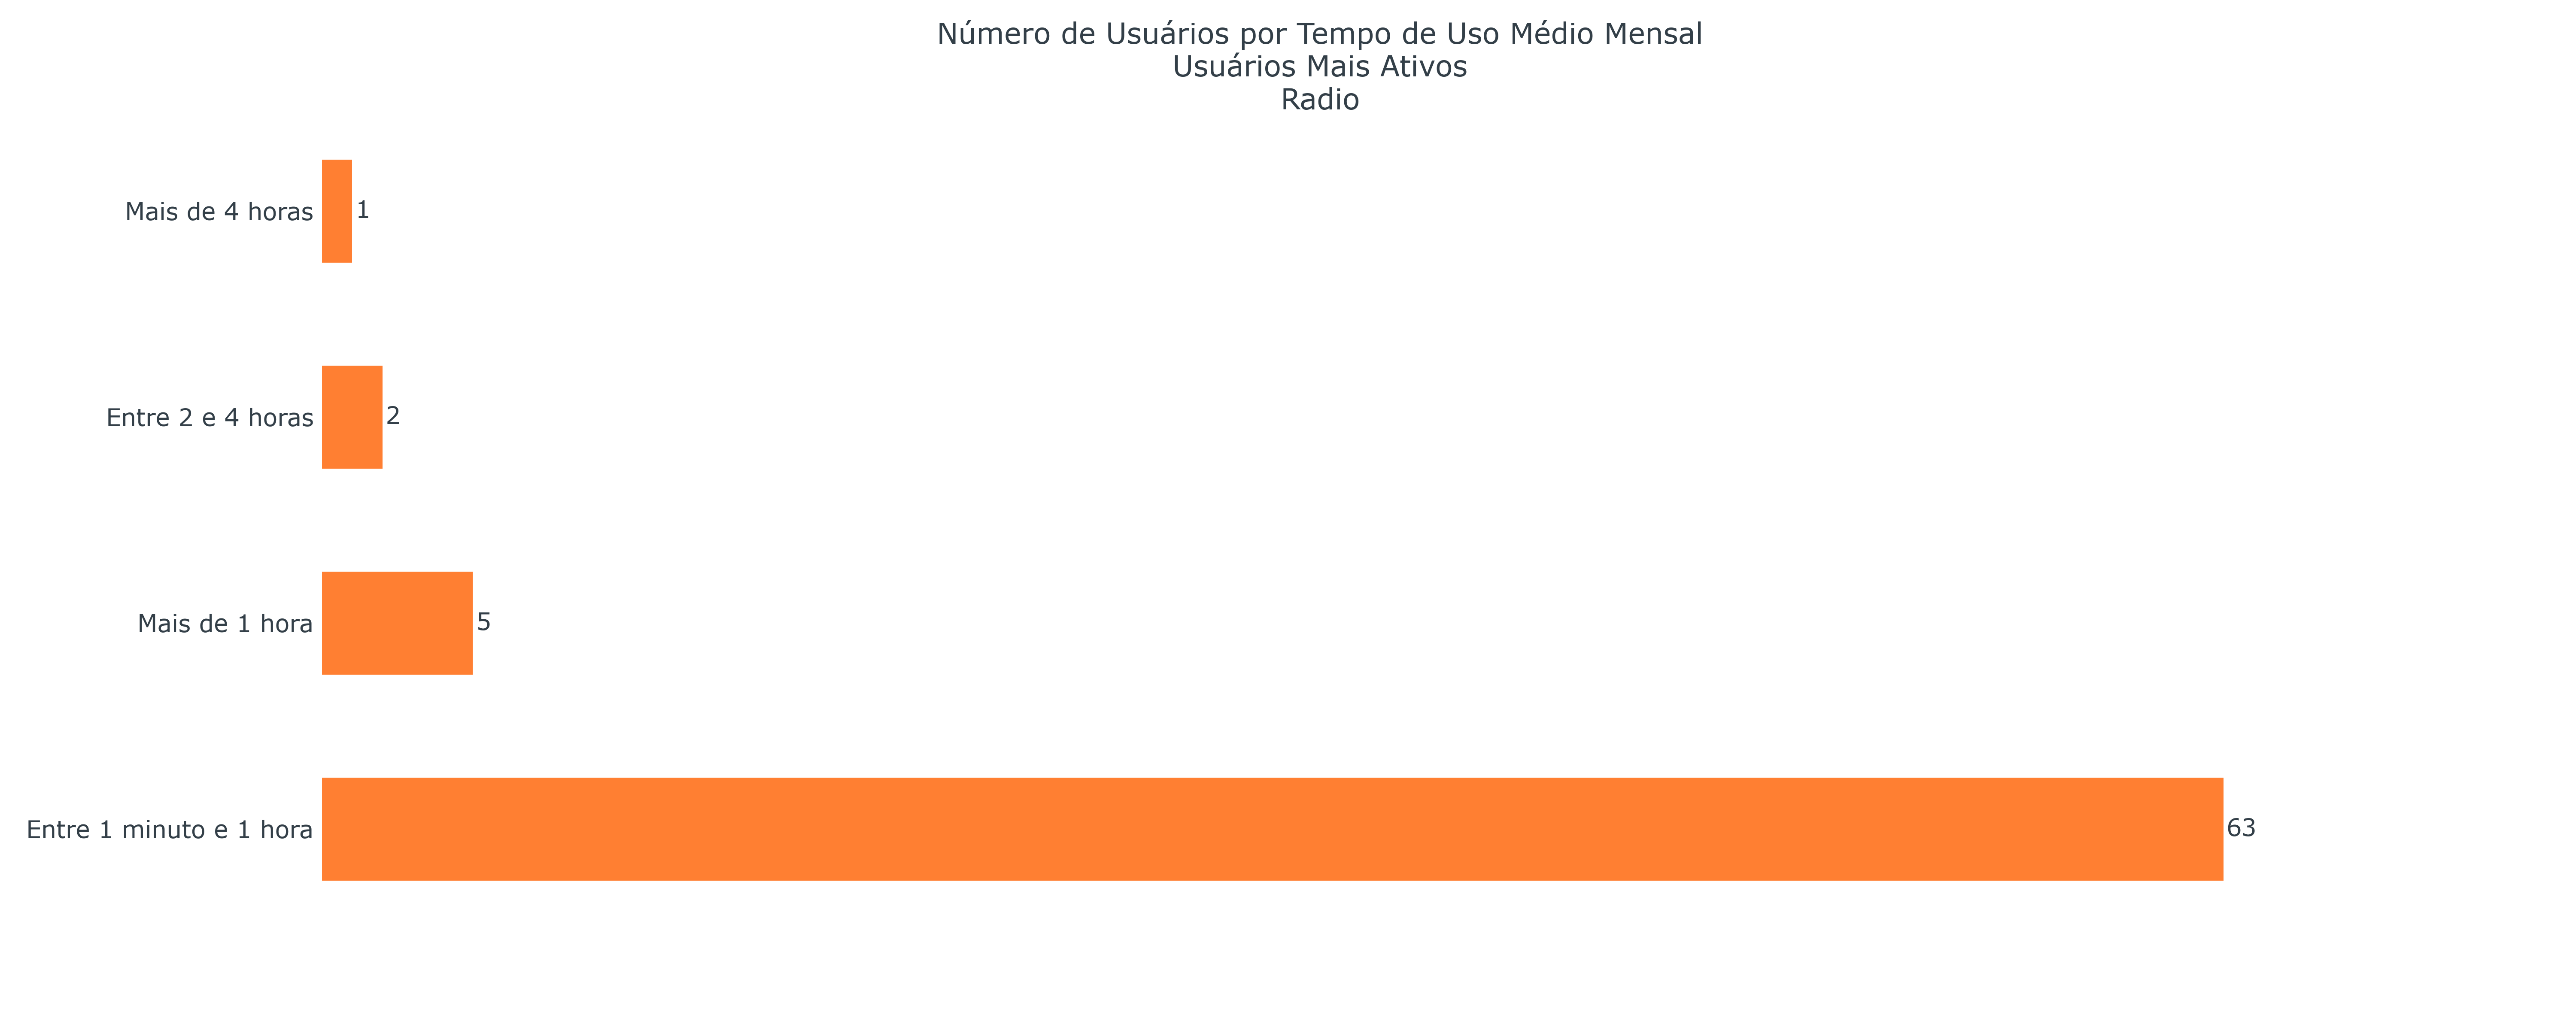 Número de Usuários por Tempo de Uso Médio Mensal
Usuários Mais Ativos
Radio
Mais de 4 horas
1
Entre 2 e 4 horas
2
Mais de 1 hora
5
Entre 1 minuto e 1 hora
63